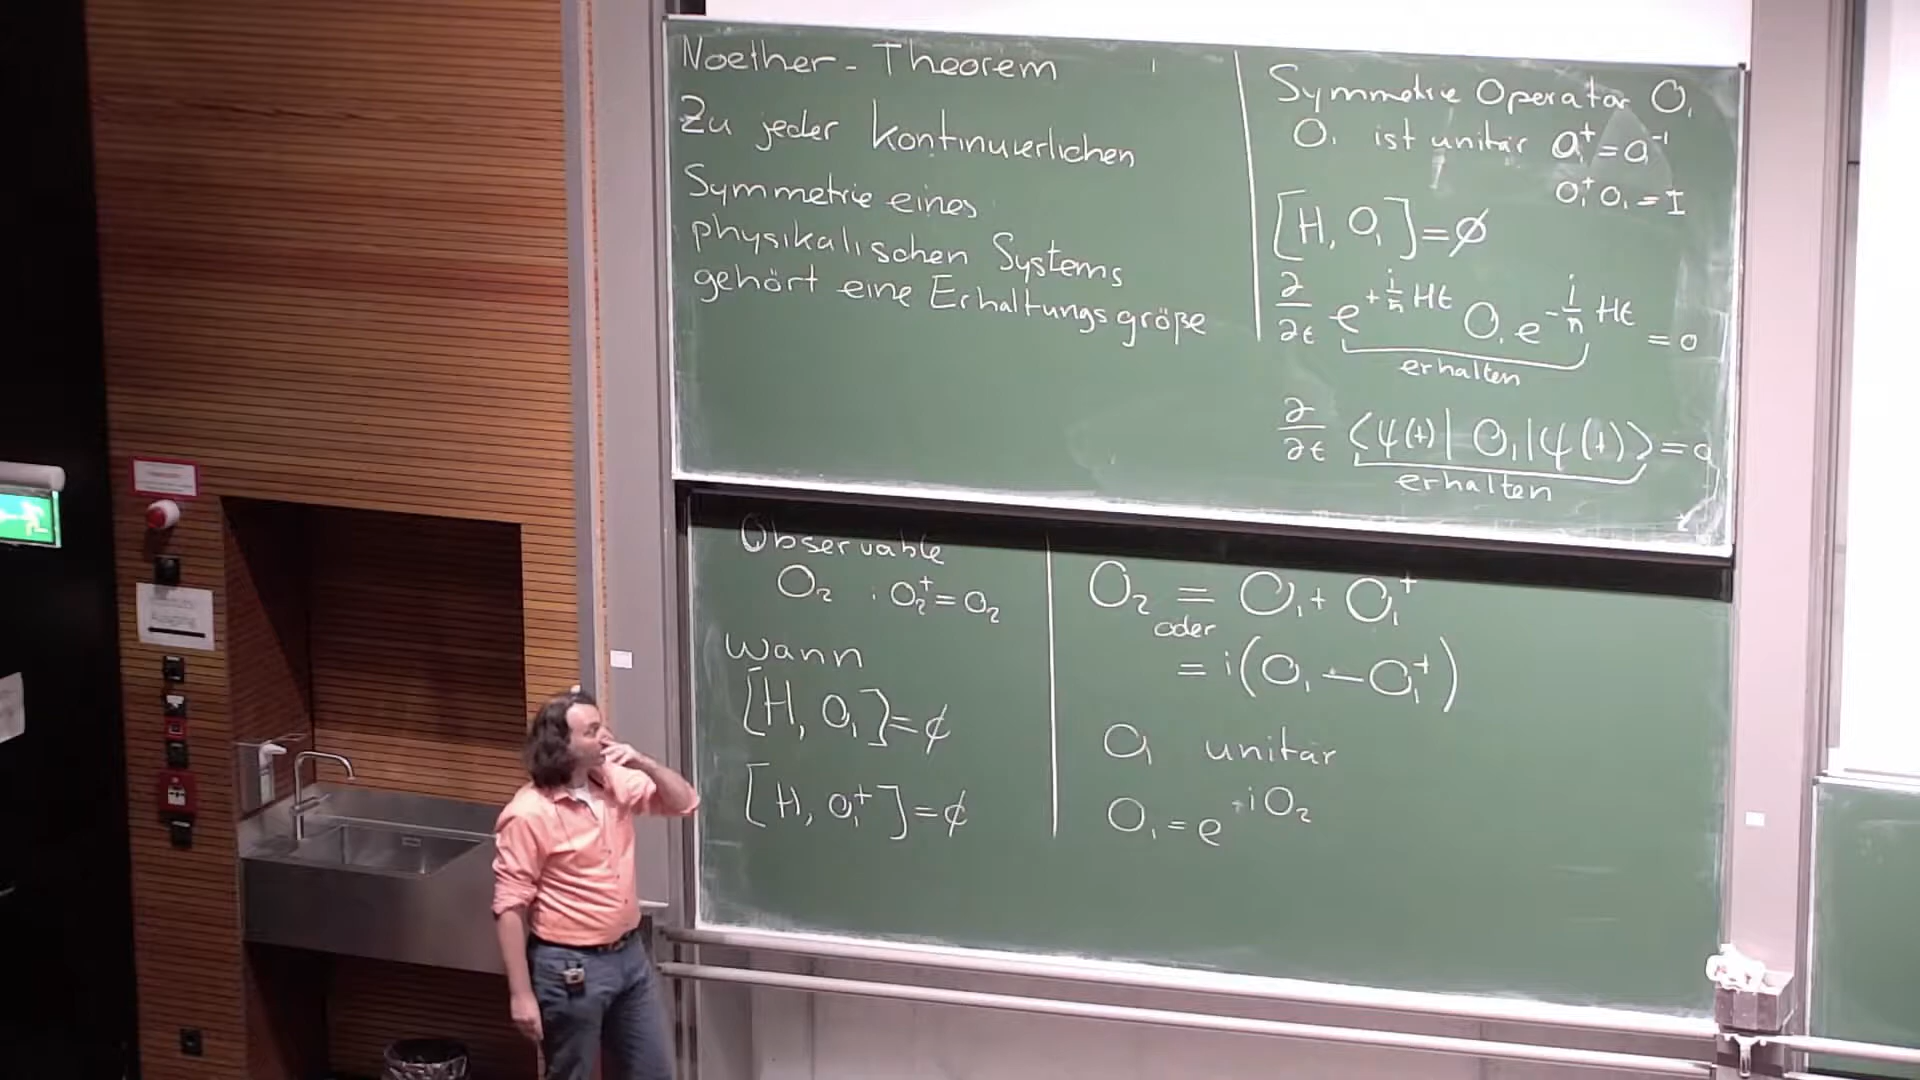 Noether-Theorem
Zu jeder kontinuierlichen
Symmetrie eines
physikalischen Systems
gehört eine Erhaltungsgröße
Symmetrie Operator O₁
O₁ ist unitär O₁⁺=O₁⁻¹
O₁⁺O₁=I
[H, O₁]=∅
∂/∂t e^{+i/ħ Ht} O₁ e^{-i/ħ Ht} = 0
erhalten
∂/∂t ⟨ψ(t)| O₁|ψ(t)⟩=0
erhalten
Observable
O₂ : O₂⁺=O₂
wann
[H, O₁]=∅
[H, O₁⁺]=∅
O₂ = O₁+O₁⁺
oder
= i(O₁-O₁⁺)
O₁ unitär
O₁=e^{+iO₂}